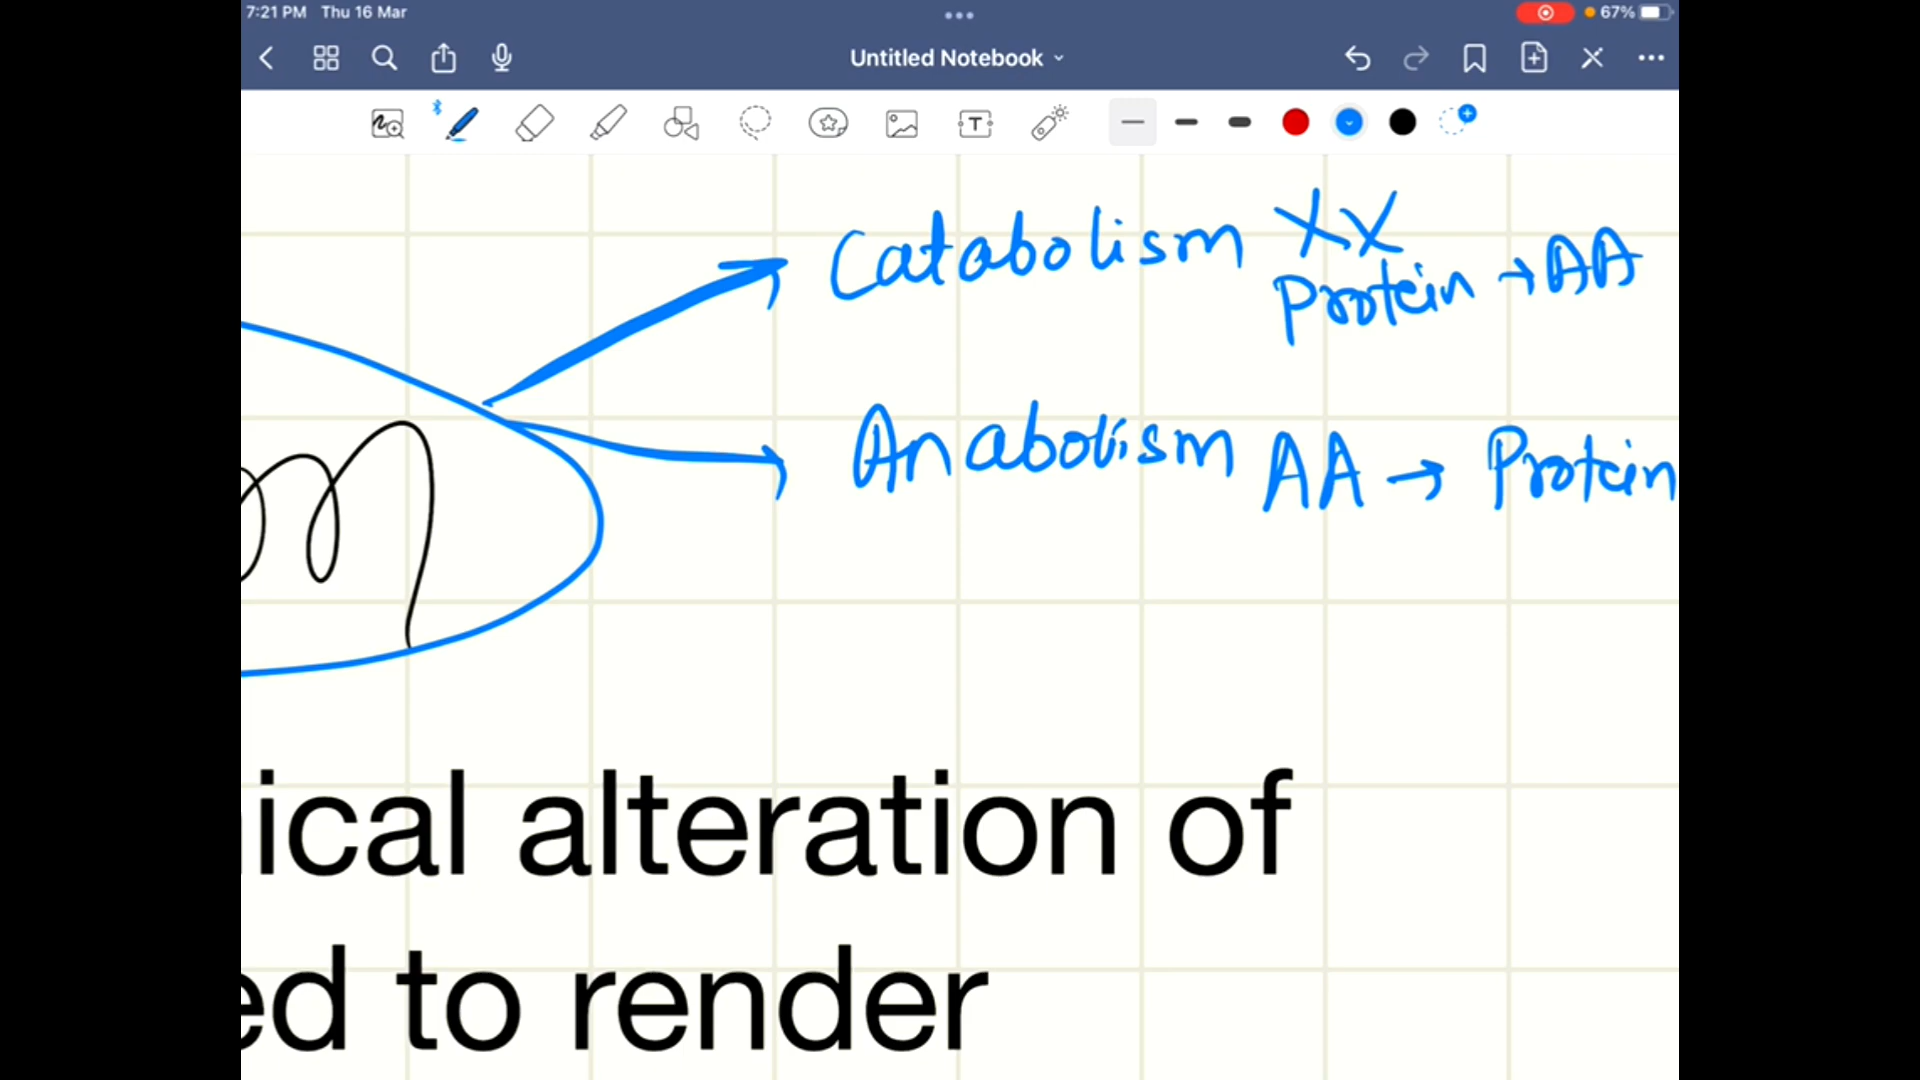 7:21 PM Thu 16 Mar
67%
Untitled Notebook
T
Catabolism XX
Protein → AA
Anabolism AA → Protein
ical alteration of
ed to render